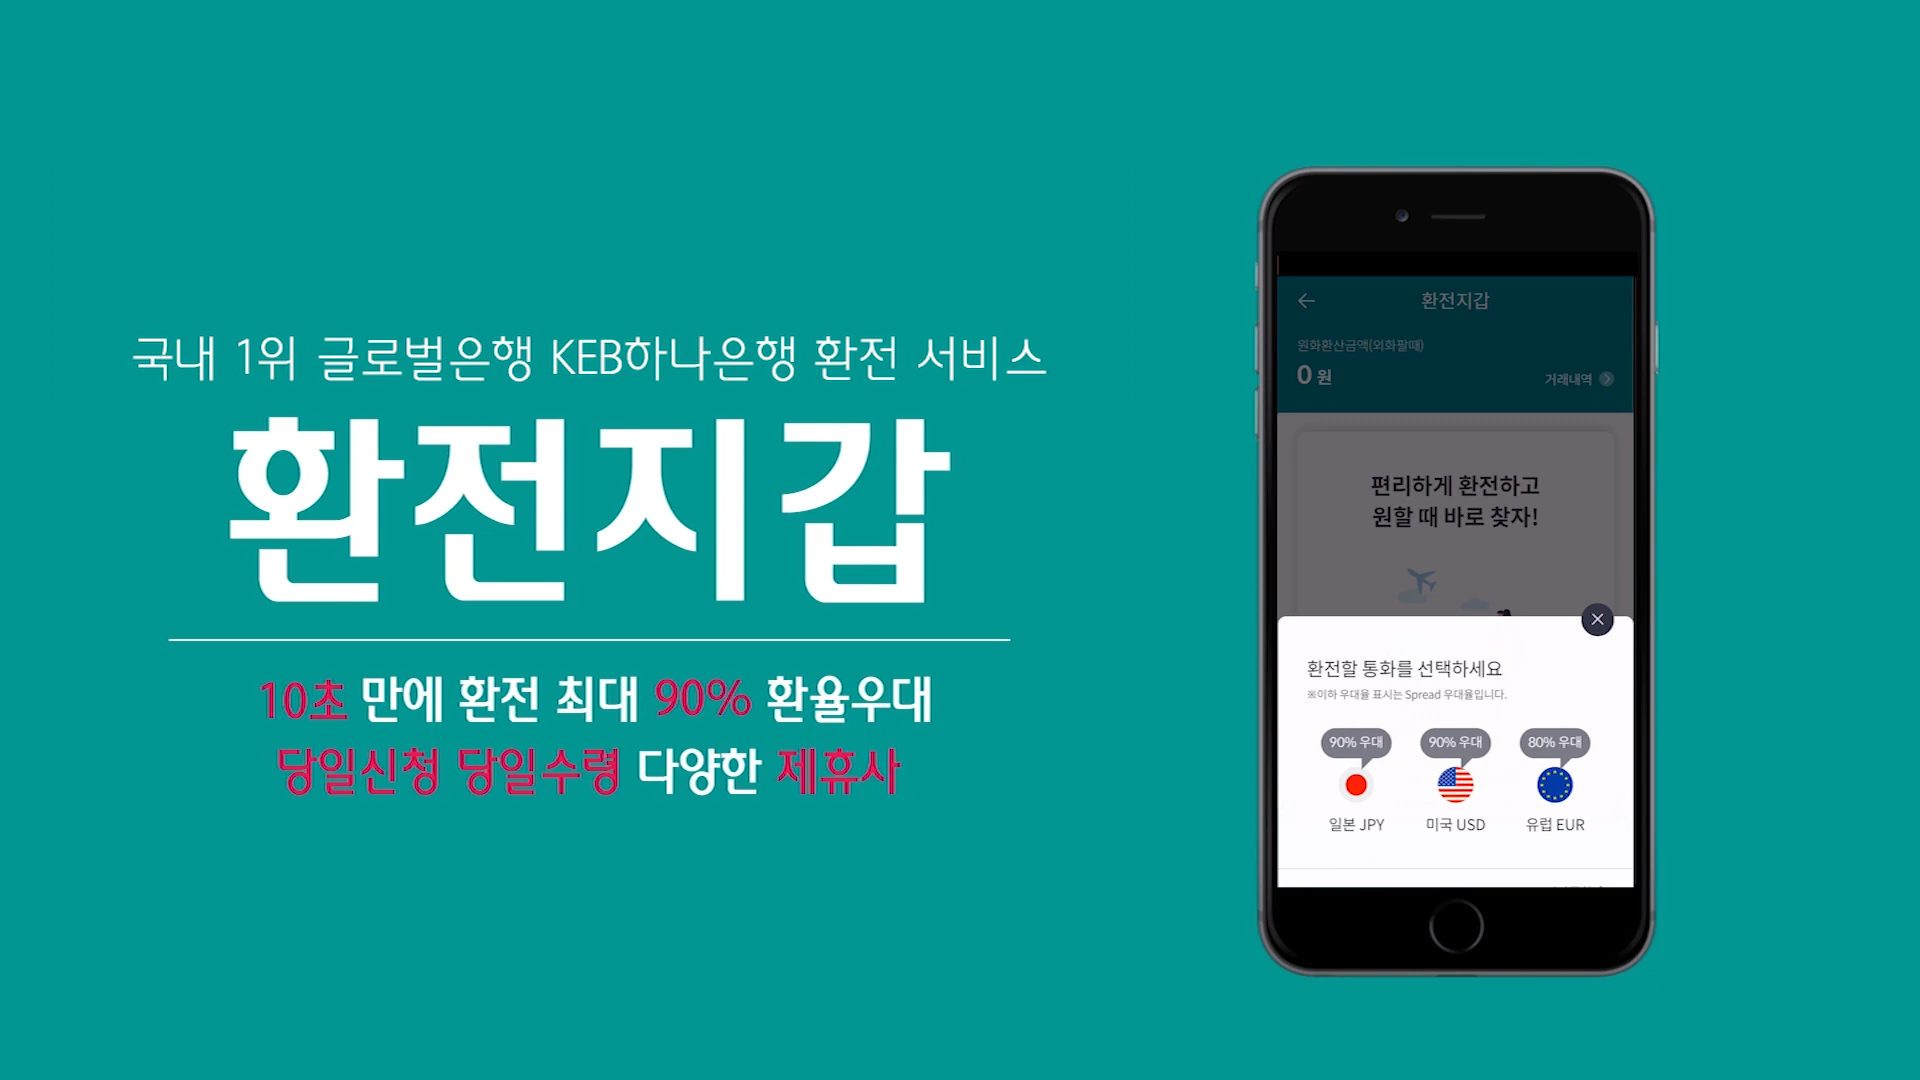 국내 1위 글로벌은행 KEB하나은행 환전 서비스
환전지갑
10초 만에 환전 최대 90% 환율우대
당일신청 당일수령 다양한 제휴사
환전지갑
원화환산금액(외화팔때)
0 원
거래내역
편리하게 환전하고
원할 때 바로 찾자!
환전할 통화를 선택하세요
※이하 우대율 표시는 Spread 우대율입니다.
90% 우대 90% 우대 80% 우대
일본 JPY 미국 USD 유럽 EUR